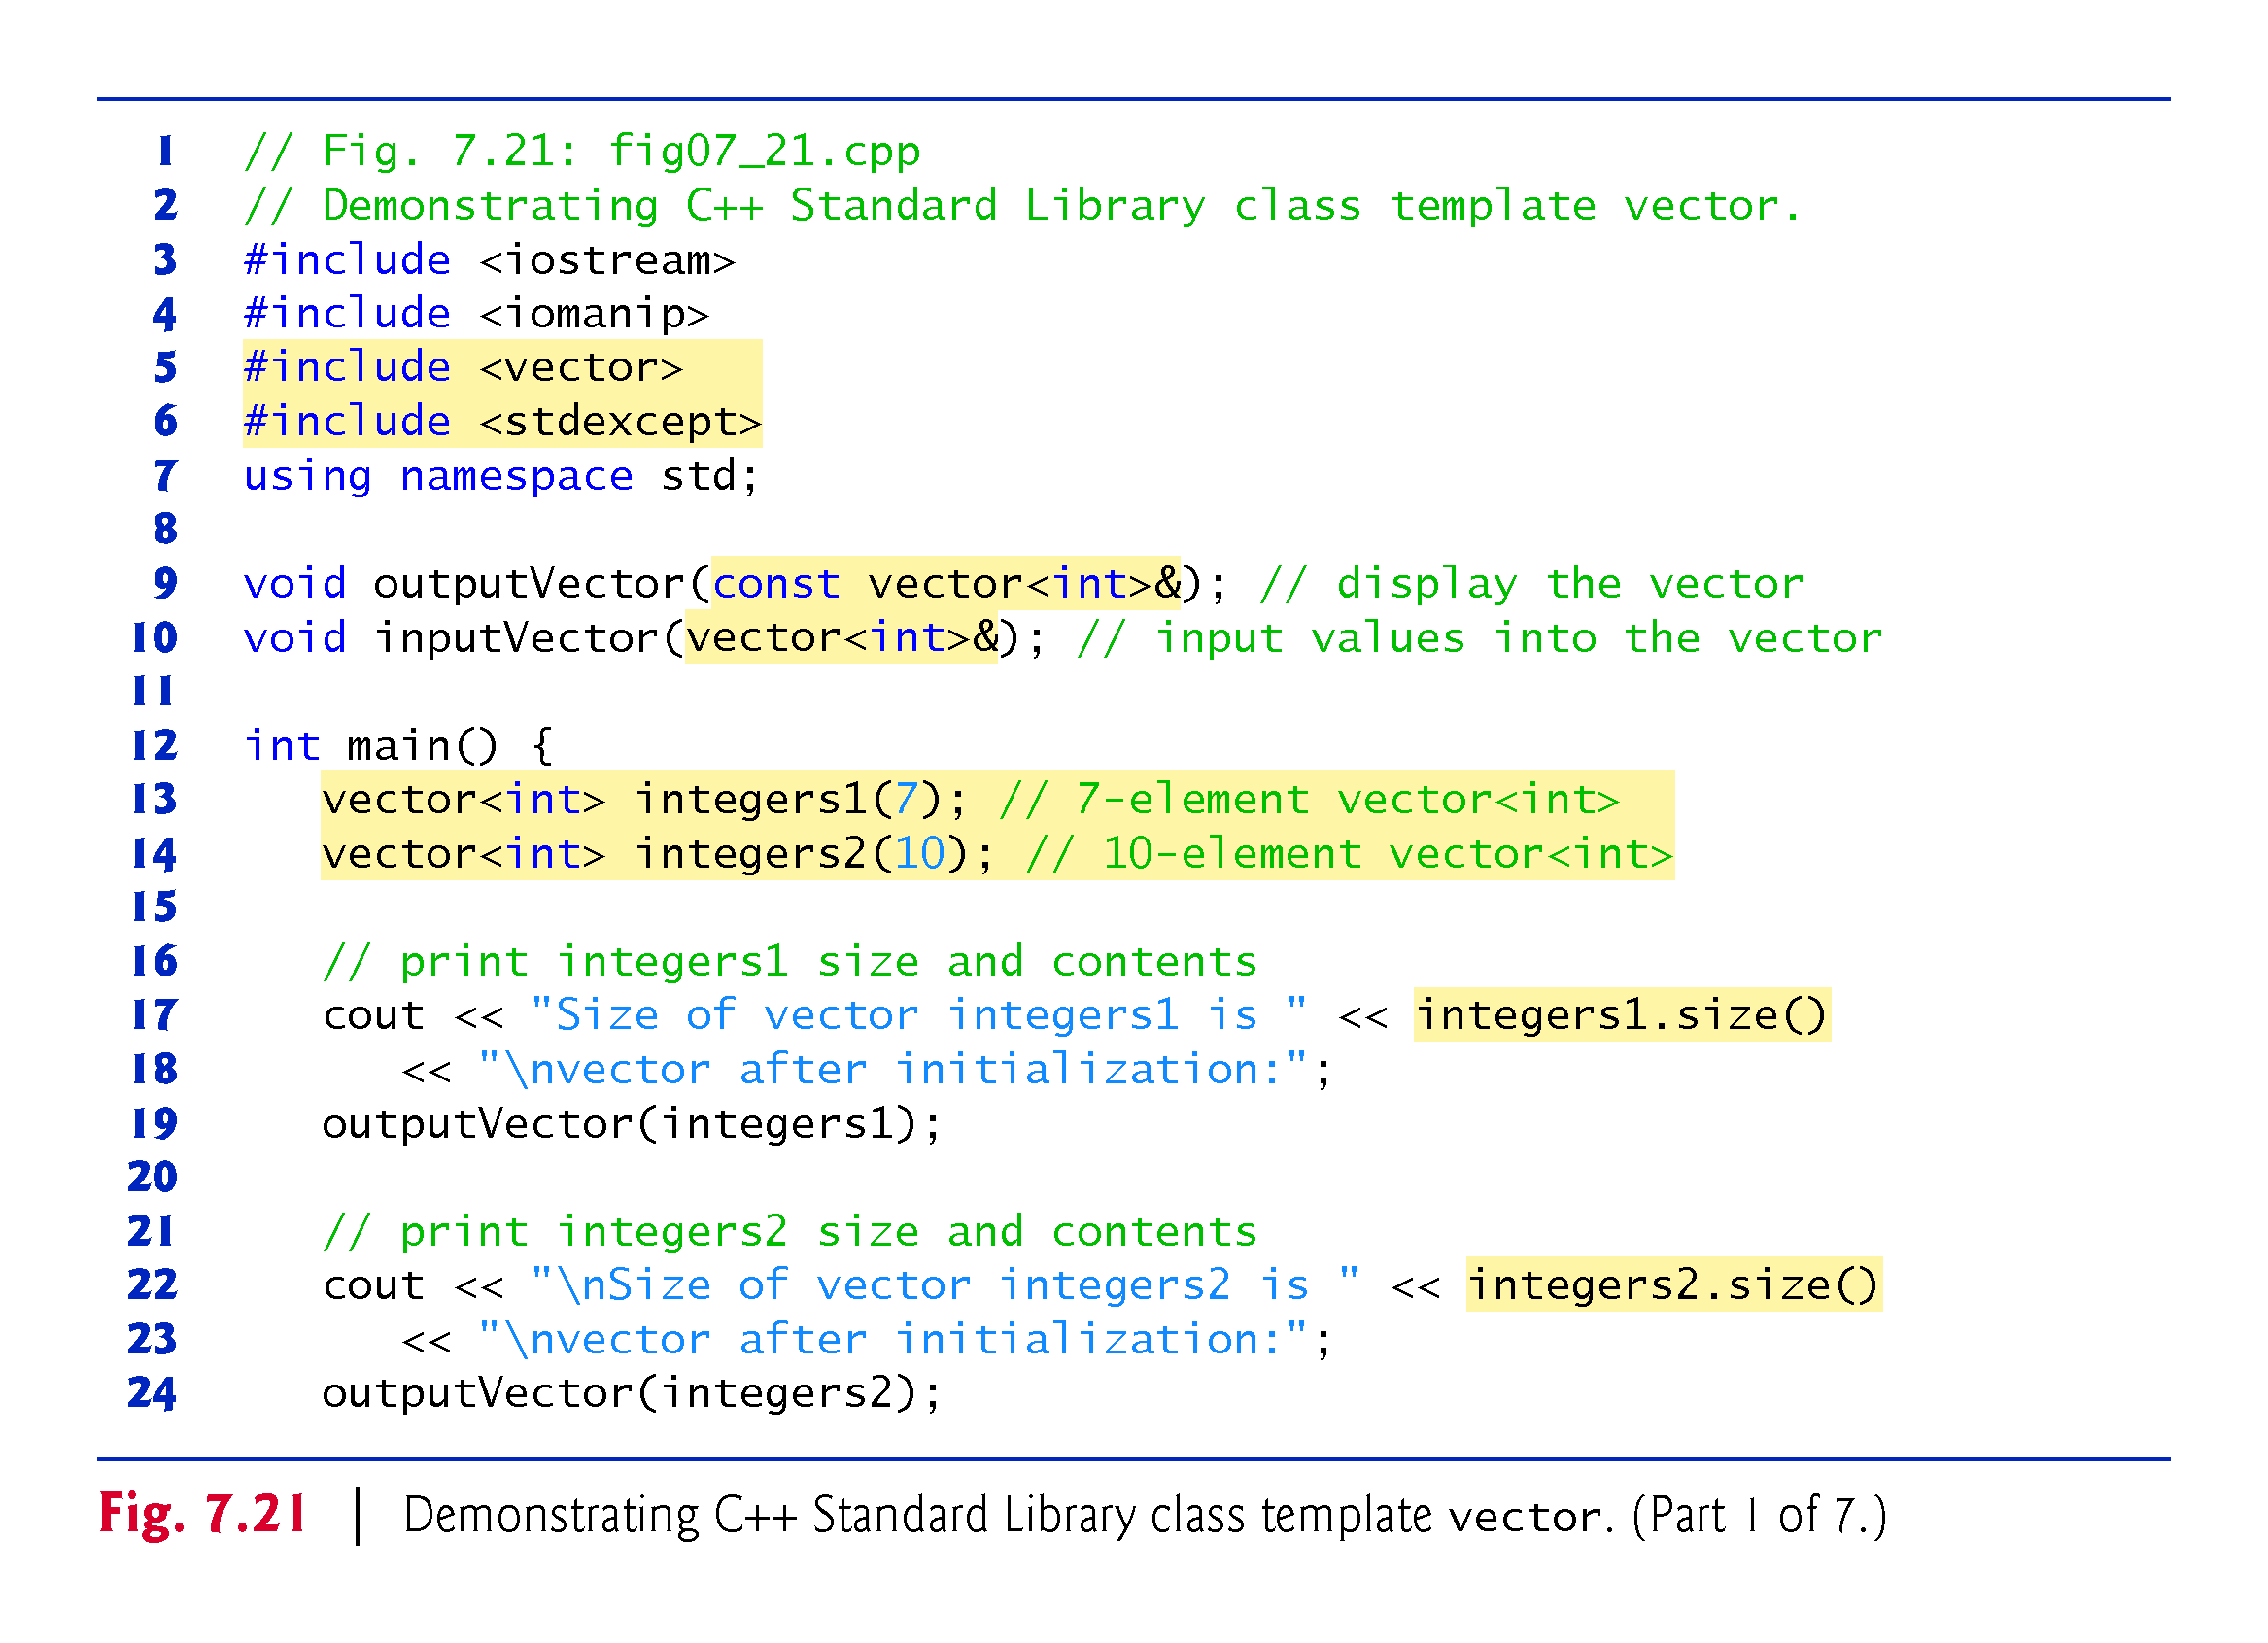 1 // Fig. 7.21: fig07_21.cpp
2 // Demonstrating C++ Standard Library class template vector.
3 #include <iostream>
4 #include <iomanip>
5 #include <vector>
6 #include <stdexcept>
7 using namespace std;
8
9 void outputVector(const vector<int>&); // display the vector
10 void inputVector(vector<int>&); // input values into the vector
11
12 int main() {
13    vector<int> integers1(7); // 7-element vector<int>
14    vector<int> integers2(10); // 10-element vector<int>
15
16    // print integers1 size and contents
17    cout << "Size of vector integers1 is " << integers1.size()
18       << "\nvector after initialization:";
19    outputVector(integers1);
20
21    // print integers2 size and contents
22    cout << "\nSize of vector integers2 is " << integers2.size()
23       << "\nvector after initialization:";
24    outputVector(integers2);
Fig. 7.21 | Demonstrating C++ Standard Library class template vector. (Part 1 of 7.)